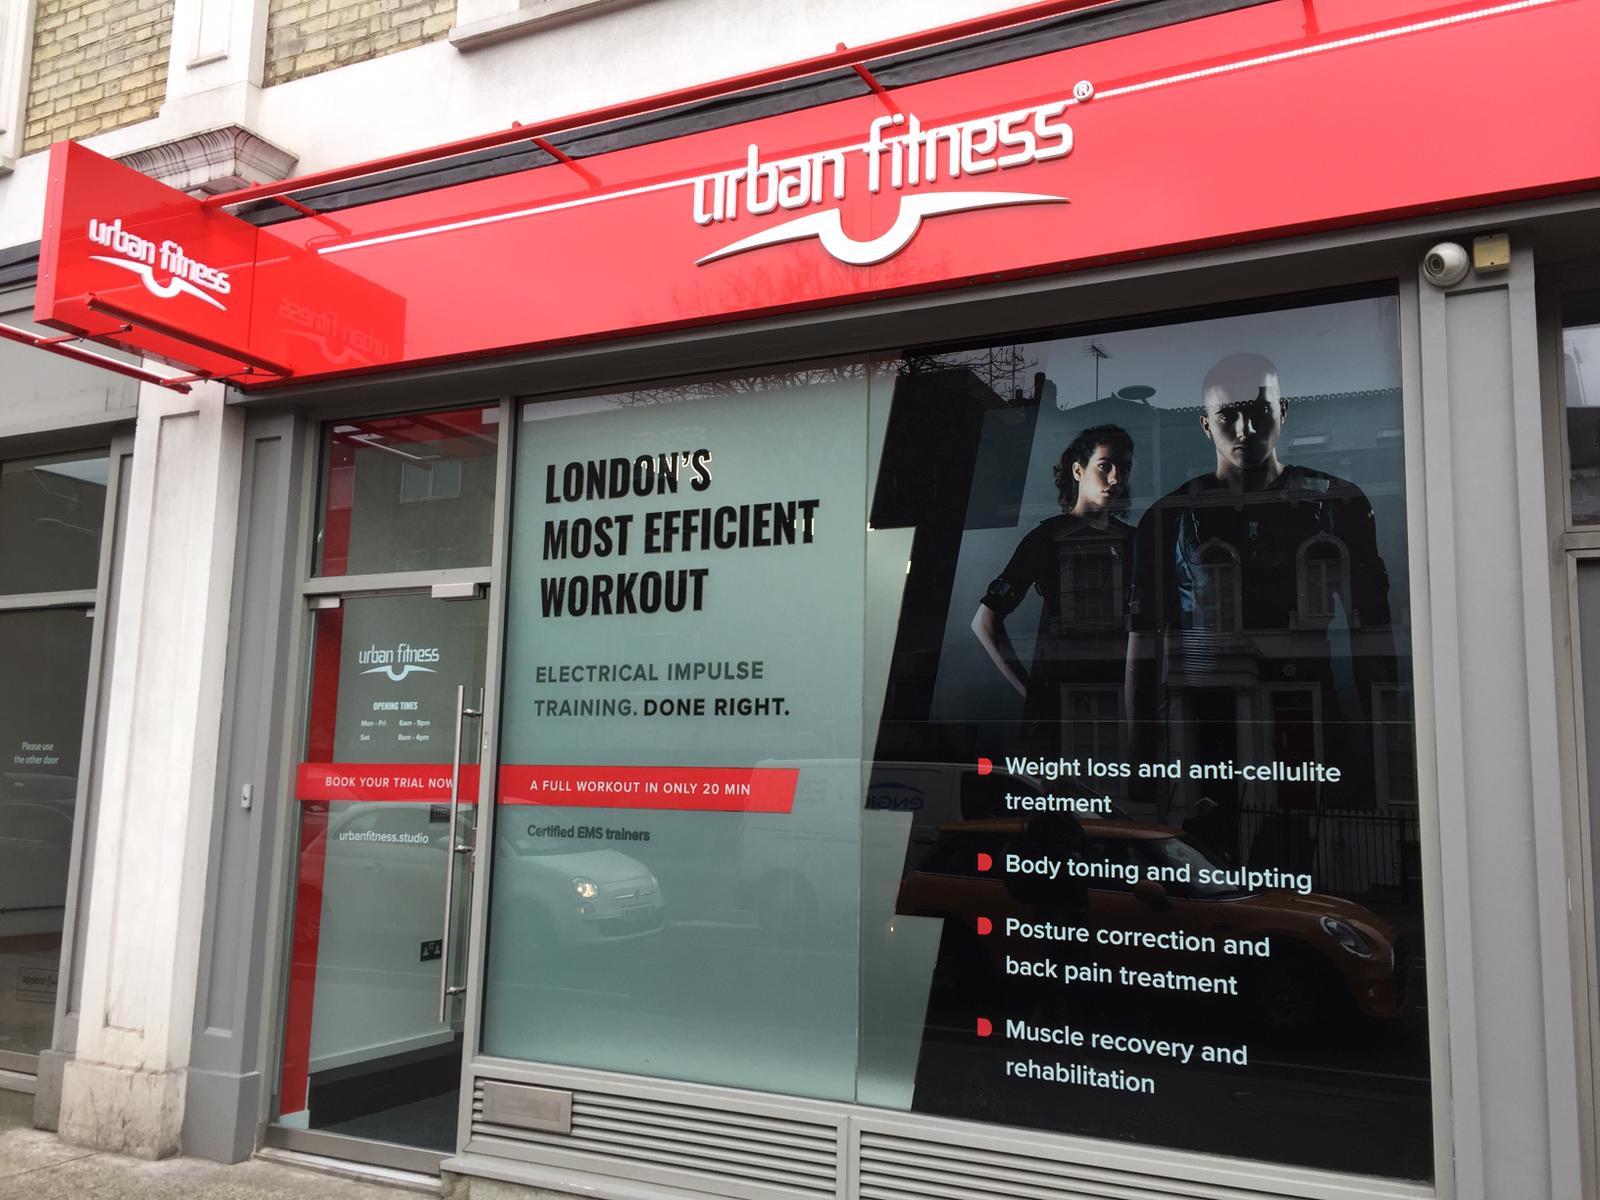 urban fitness®
urban fitness
LONDON'S
MOST EFFICIENT
WORKOUT
ELECTRICAL IMPULSE
TRAINING. DONE RIGHT.
A FULL WORKOUT IN ONLY 20 MIN
Certified EMS trainers
urban fitness
OPENING TIMES
Mon - Fri 6am - 9pm
Sat 8am - 4pm
BOOK YOUR TRIAL NOW
urbanfitness.studio
Weight loss and anti-cellulite
treatment
Body toning and sculpting
Posture correction and
back pain treatment
Muscle recovery and
rehabilitation
Please use
the other door